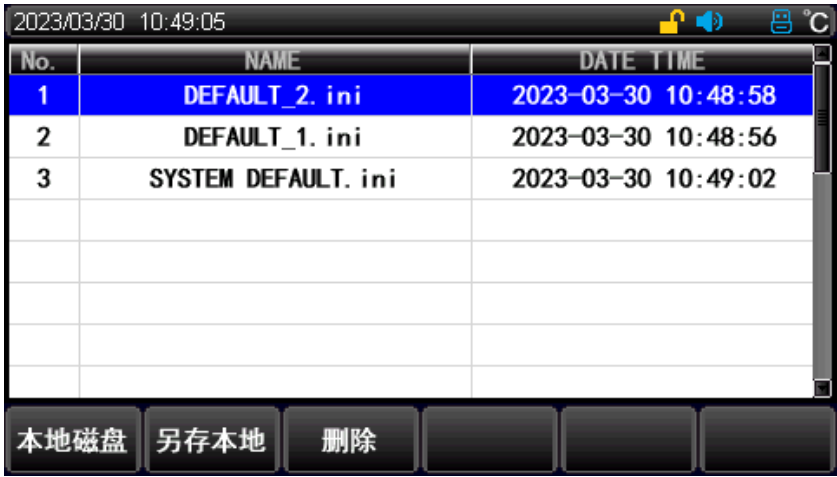 2023/03/30 10:49:05 ℃
No. NAME DATE TIME
1 DEFAULT_2.ini 2023-03-30 10:48:58
2 DEFAULT_1.ini 2023-03-30 10:48:56
3 SYSTEM DEFAULT.ini 2023-03-30 10:49:02
本地磁盘 另存本地 删除